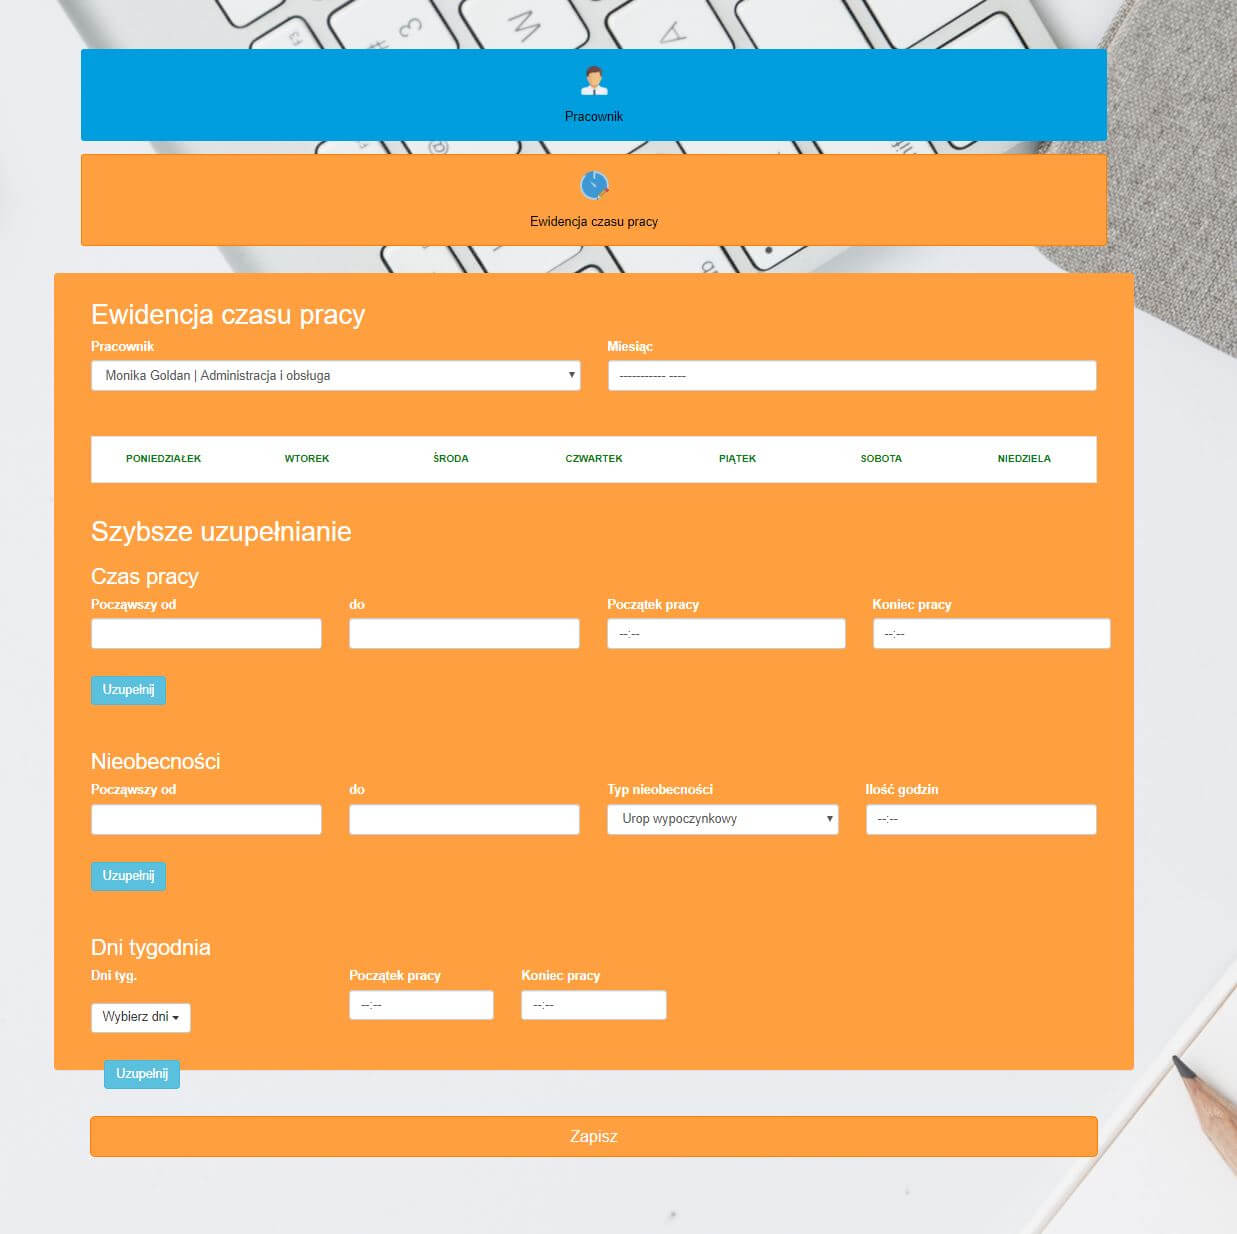 Pracownik
Ewidencja czasu pracy
Ewidencja czasu pracy
Pracownik Miesiąc
Monika Goldan | Administracja i obsługa ----------- ----
PONIEDZIAŁEK WTOREK ŚRODA CZWARTEK PIĄTEK SOBOTA NIEDZIELA
Szybsze uzupełnianie
Czas pracy
Począwszy od do Początek pracy Koniec pracy
--:-- --:--
Uzupełnij
Nieobecności
Począwszy od do Typ nieobecności Ilość godzin
Urop wypoczynkowy --:--
Uzupełnij
Dni tygodnia
Dni tyg. Początek pracy Koniec pracy
Wybierz dni --:-- --:--
Uzupełnij
Zapisz